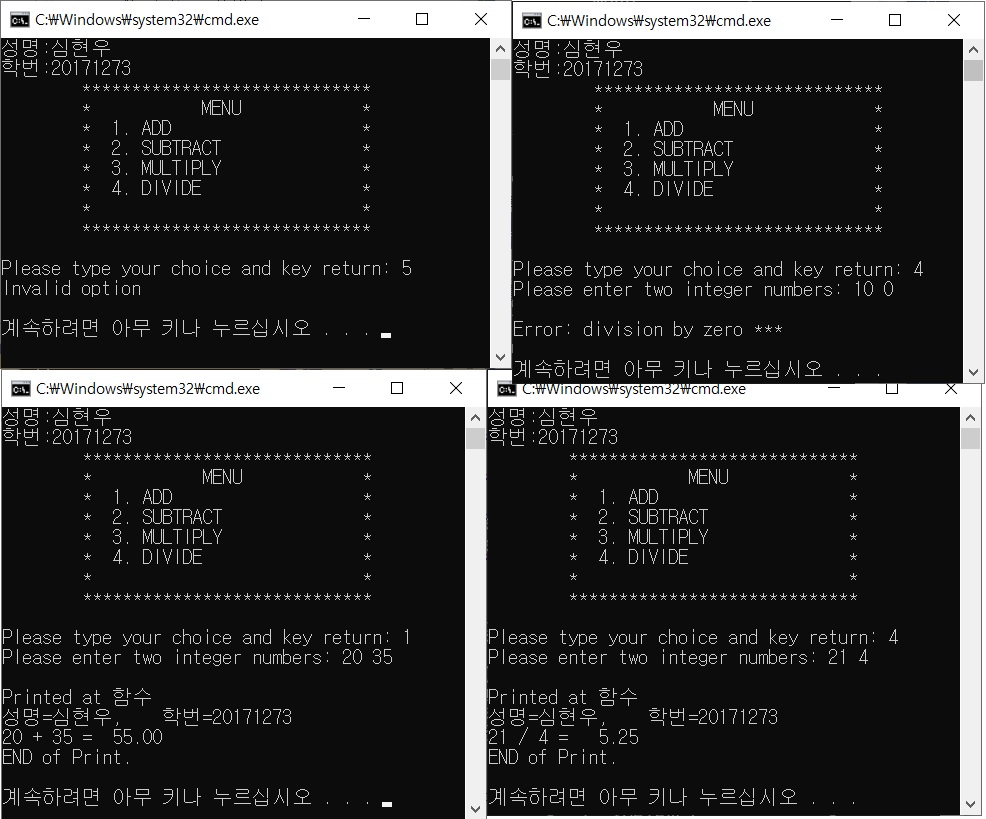 C:₩Windows₩system32₩cmd.exe
성명:심현우
학번:20171273
*****************************
* MENU *
* 1. ADD *
* 2. SUBTRACT *
* 3. MULTIPLY *
* 4. DIVIDE *
* *
*****************************
Please type your choice and key return: 5
Invalid option
계속하려면 아무 키나 누르십시오 . . .
C:₩Windows₩system32₩cmd.exe
성명:심현우
학번:20171273
*****************************
* MENU *
* 1. ADD *
* 2. SUBTRACT *
* 3. MULTIPLY *
* 4. DIVIDE *
* *
*****************************
Please type your choice and key return: 4
Please enter two integer numbers: 10 0
Error: division by zero ***
계속하려면 아무 키나 누르십시오 . . .
C:₩Windows₩system32₩cmd.exe
성명:심현우
학번:20171273
*****************************
* MENU *
* 1. ADD *
* 2. SUBTRACT *
* 3. MULTIPLY *
* 4. DIVIDE *
* *
*****************************
Please type your choice and key return: 1
Please enter two integer numbers: 20 35
Printed at 함수
성명=심현우, 학번=20171273
20 + 35 = 55.00
END of Print.
계속하려면 아무 키나 누르십시오 . . .
C:₩Windows₩system32₩cmd.exe
성명:심현우
학번:20171273
*****************************
* MENU *
* 1. ADD *
* 2. SUBTRACT *
* 3. MULTIPLY *
* 4. DIVIDE *
* *
*****************************
Please type your choice and key return: 4
Please enter two integer numbers: 21 4
Printed at 함수
성명=심현우, 학번=20171273
21 / 4 = 5.25
END of Print.
계속하려면 아무 키나 누르십시오 . . .